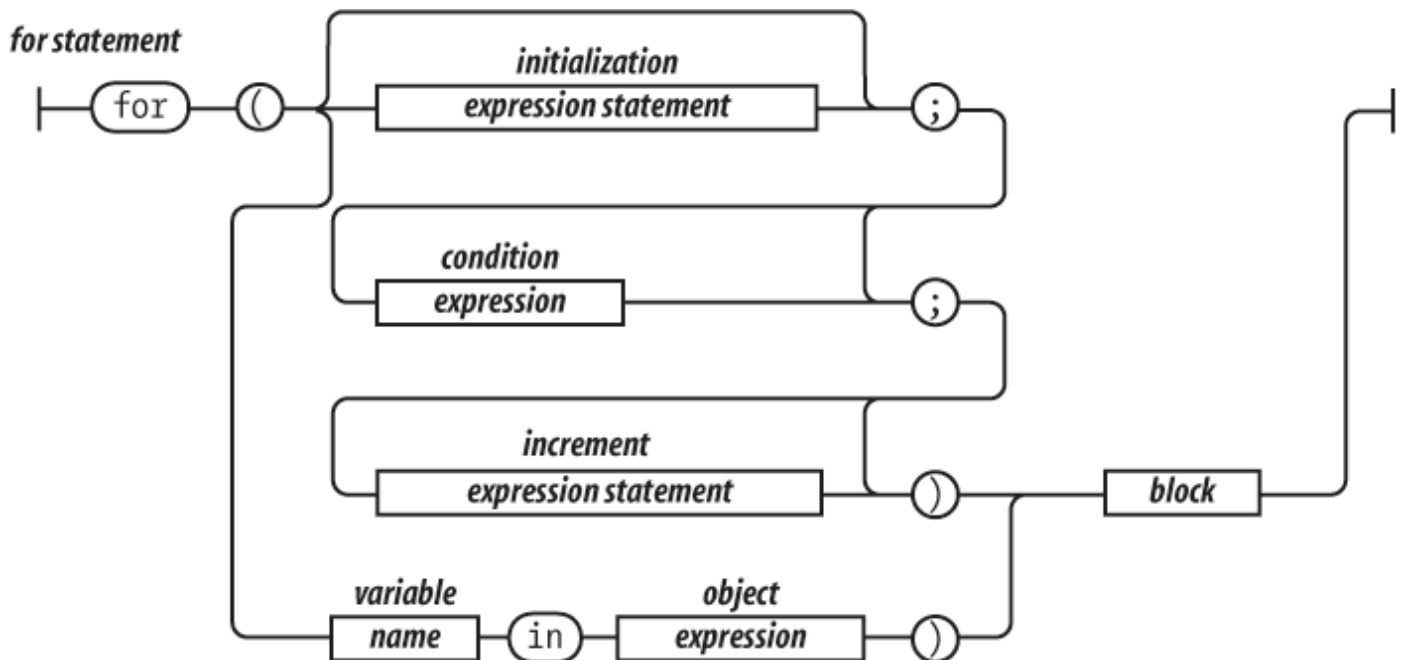 for statement
initialization
for ( expression statement ;
condition
expression ;
increment
expression statement ) block
variable object
name in expression )